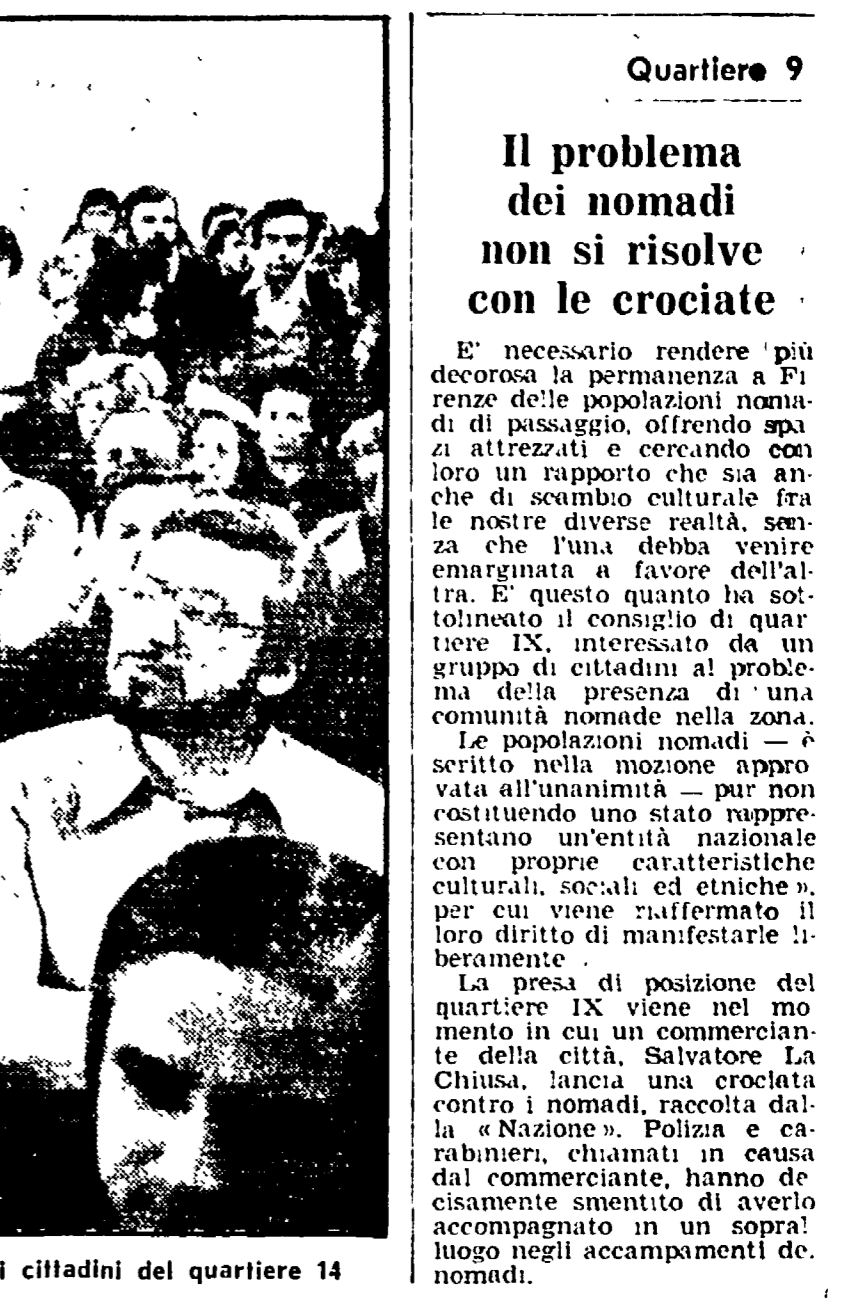 Quartiere 9
Il problema
dei nomadi
non si risolve
con le crociate
E' necessario rendere più
decorosa la permanenza a Fi
renze delle popolazioni noma-
di di passaggio, offrendo spa
zi attrezzati e cercando con
loro un rapporto che sia an-
che di scambio culturale fra
le nostre diverse realtà, sen-
za che l'una debba venire
emarginata a favore dell'al-
tra. E' questo quanto ha sot-
tolineato il consiglio di quar
tiere IX, interessato da un
gruppo di cittadini al proble-
ma della presenza di una
comunità nomade nella zona.
Le popolazioni nomadi — è
scritto nella mozione appro
vata all'unanimità — pur non
costituendo uno stato rappre-
sentano un'entità nazionale
con proprie caratteristiche
culturali, sociali ed etniche »,
per cui viene riaffermato il
loro diritto di manifestarle li-
beramente .
La presa di posizione del
quartiere IX viene nel mo
mento in cui un commercian-
te della città, Salvatore La
Chiusa, lancia una crociata
contro i nomadi, raccolta dal-
la « Nazione ». Polizia e ca-
rabinieri, chiamati in causa
dal commerciante, hanno de
cisamente smentito di averlo
accompagnato in un sopral
luogo negli accampamenti de.
nomadi.
i cittadini del quartiere 14